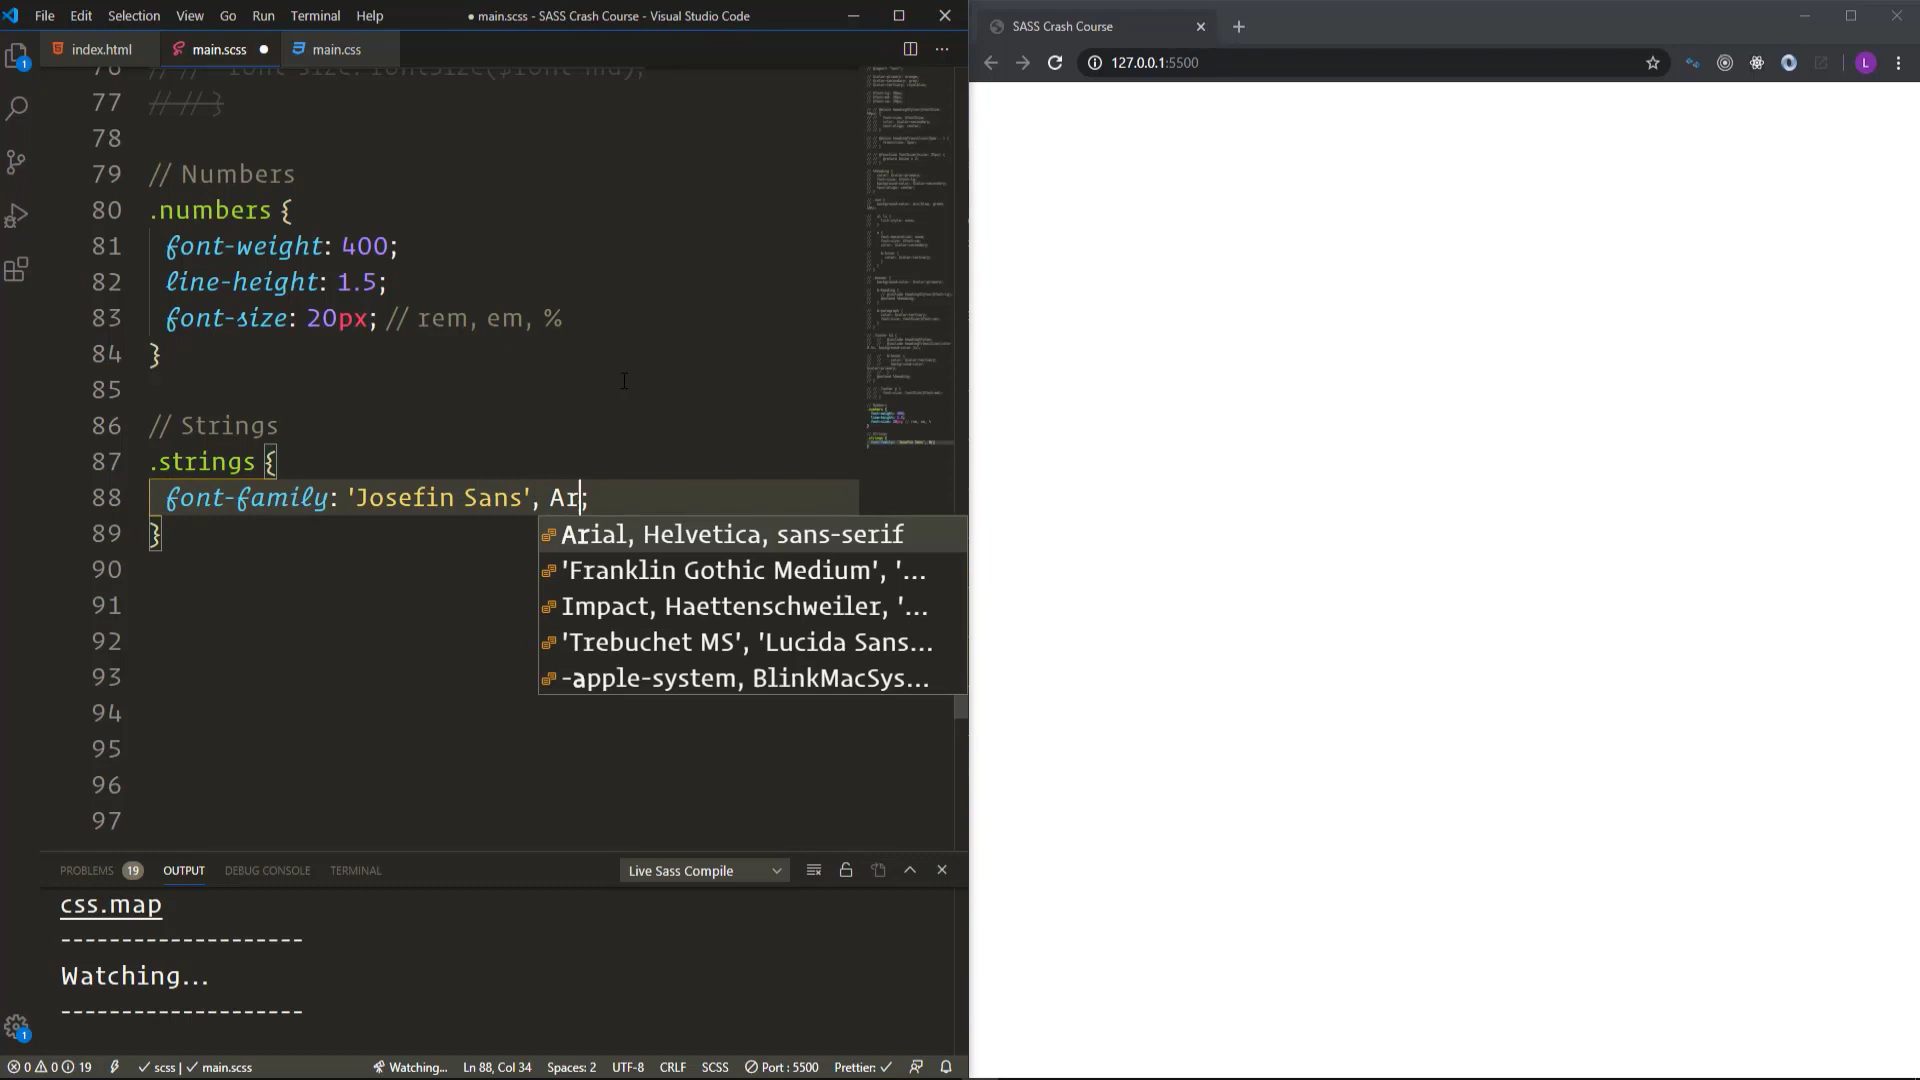 File Edit Selection View Go Run Terminal Help
● main.scss - SASS Crash Course - Visual Studio Code
index.html main.scss ● main.css
77 // // }
78
79 // Numbers
80 .numbers {
81 font-weight: 400;
82 line-height: 1.5;
83 font-size: 20px; // rem, em, %
84 }
85
86 // Strings
87 .strings {
88 font-family: 'Josefin Sans', Ar;
89 }
Arial, Helvetica, sans-serif
90
'Franklin Gothic Medium', '...
91
Impact, Haettenschweiler, '...
92
'Trebuchet MS', 'Lucida Sans...
93
-apple-system, BlinkMacSys...
94
95
96
97
PROBLEMS 19 OUTPUT DEBUG CONSOLE TERMINAL Live Sass Compile
css.map
--------------------
Watching...
--------------------
0 0 19 scss | main.scss Watching... Ln 88, Col 34 Spaces: 2 UTF-8 CRLF SCSS Port : 5500 Prettier: ✓
SASS Crash Course
127.0.0.1:5500
L